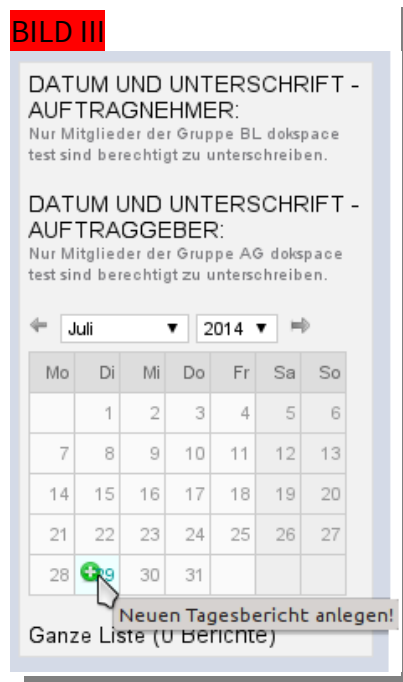 BILD III
DATUM UND UNTERSCHRIFT -
AUFTRAGNEHMER:
Nur Mitglieder der Gruppe BL dokspace
test sind berechtigt zu unterschreiben.
DATUM UND UNTERSCHRIFT -
AUFTRAGGEBER:
Nur Mitglieder der Gruppe AG dokspace
test sind berechtigt zu unterschreiben.
Juli 2014
Mo Di Mi Do Fr Sa So
1 2 3 4 5 6
7 8 9 10 11 12 13
14 15 16 17 18 19 20
21 22 23 24 25 26 27
28 29 30 31
Neuen Tagesbericht anlegen!
Ganze Liste (0 Berichte)